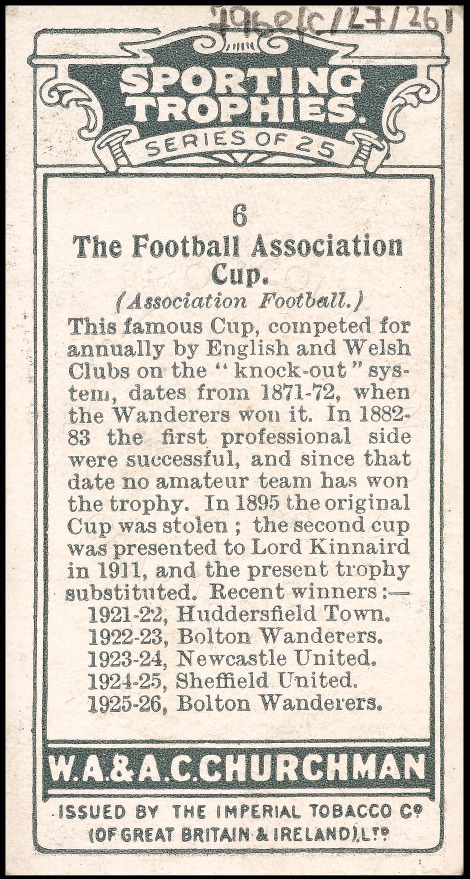 SPORTING
TROPHIES.
SERIES OF 25
6
The Football Association
Cup.
(Association Football.)
This famous Cup, competed for
annually by English and Welsh
Clubs on the "knock-out" sys-
tem, dates from 1871-72, when
the Wanderers won it. In 1882-
83 the first professional side
were successful, and since that
date no amateur team has won
the trophy. In 1895 the original
Cup was stolen; the second cup
was presented to Lord Kinnaird
in 1911, and the present trophy
substituted. Recent winners:—
1921-22, Huddersfield Town.
1922-23, Bolton Wanderers.
1923-24, Newcastle United.
1924-25, Sheffield United.
1925-26, Bolton Wanderers.
W.A.&A.C.CHURCHMAN
ISSUED BY THE IMPERIAL TOBACCO Cº
(OF GREAT BRITAIN & IRELAND), LTD